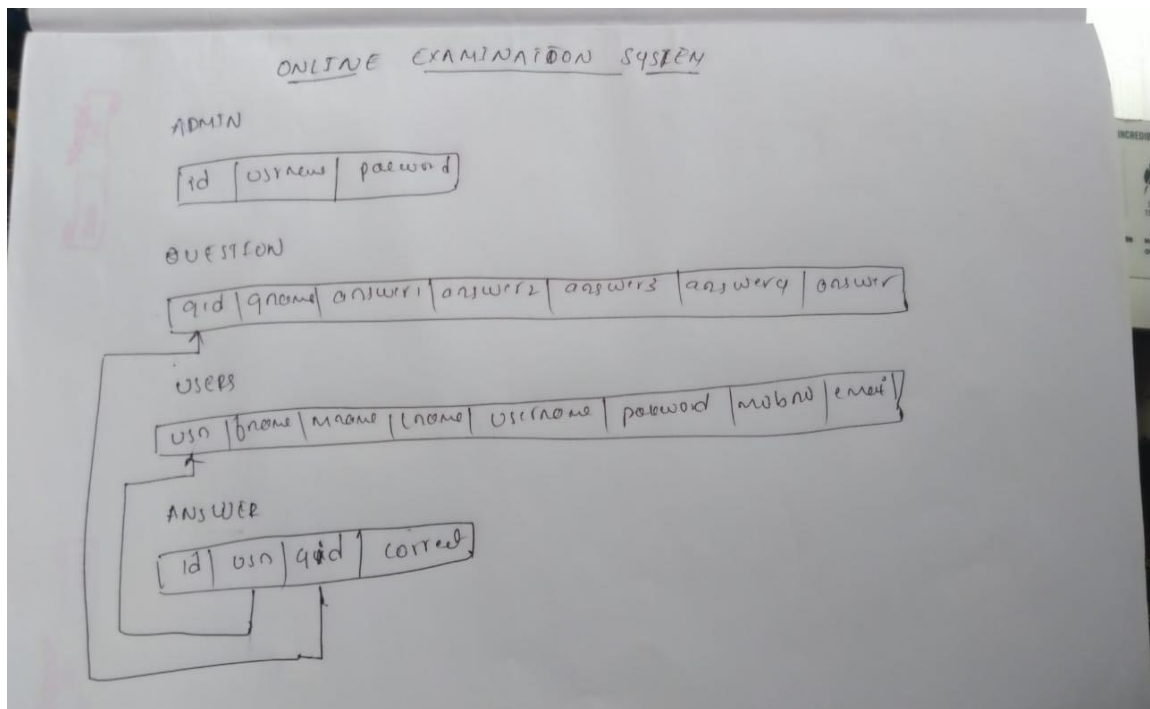 ONLINE EXAMINATION SYSTEM
ADMIN
id usrname password
QUESTION
qid qname answer1 answer2 answer3 answer4 answer
USERS
usn fname mname lname username password mobno email
ANSWER
id usn qid correct
INCREDIB